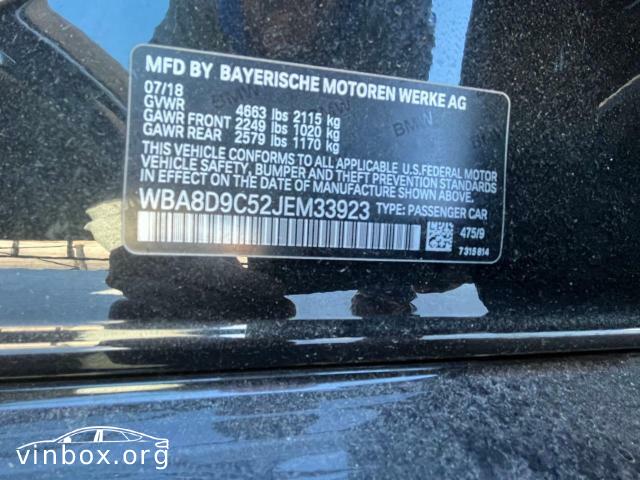 MFD BY BAYERISCHE MOTOREN WERKE AG
07/18
GVWR 4663 lbs 2115 kg
GAWR FRONT 2249 lbs 1020 kg
GAWR REAR 2579 lbs 1170 kg
THIS VEHICLE CONFORMS TO ALL APPLICABLE U.S.FEDERAL MOTOR
VEHICLE SAFETY, BUMPER, AND THEFT PREVENTION STANDARDS
IN EFFECT ON THE DATE OF MANUFACTURE SHOWN ABOVE.
WBA8D9C52JEM33923 TYPE: PASSENGER CAR
475/9
7315814
vinbox.org